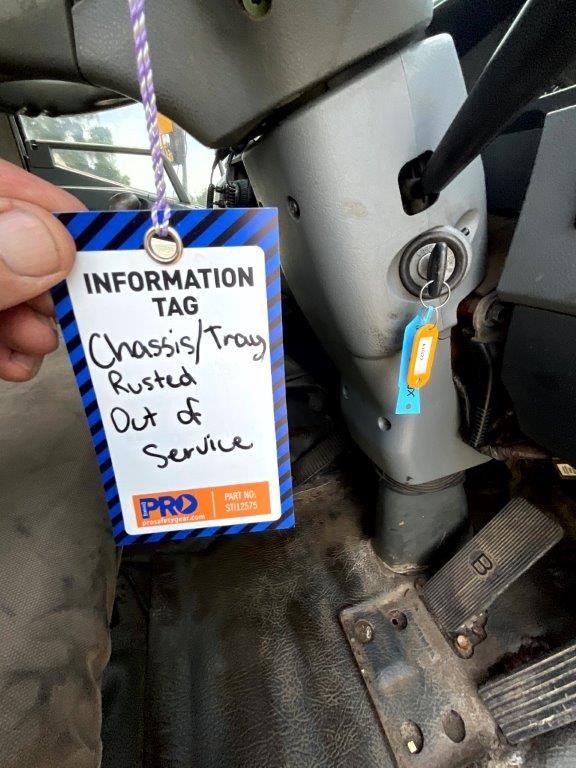 INFORMATION
TAG
Chassis/Tray
Rusted
Out of
Service
PRO
prosafetygear.com
PART NO:
STI12575
B